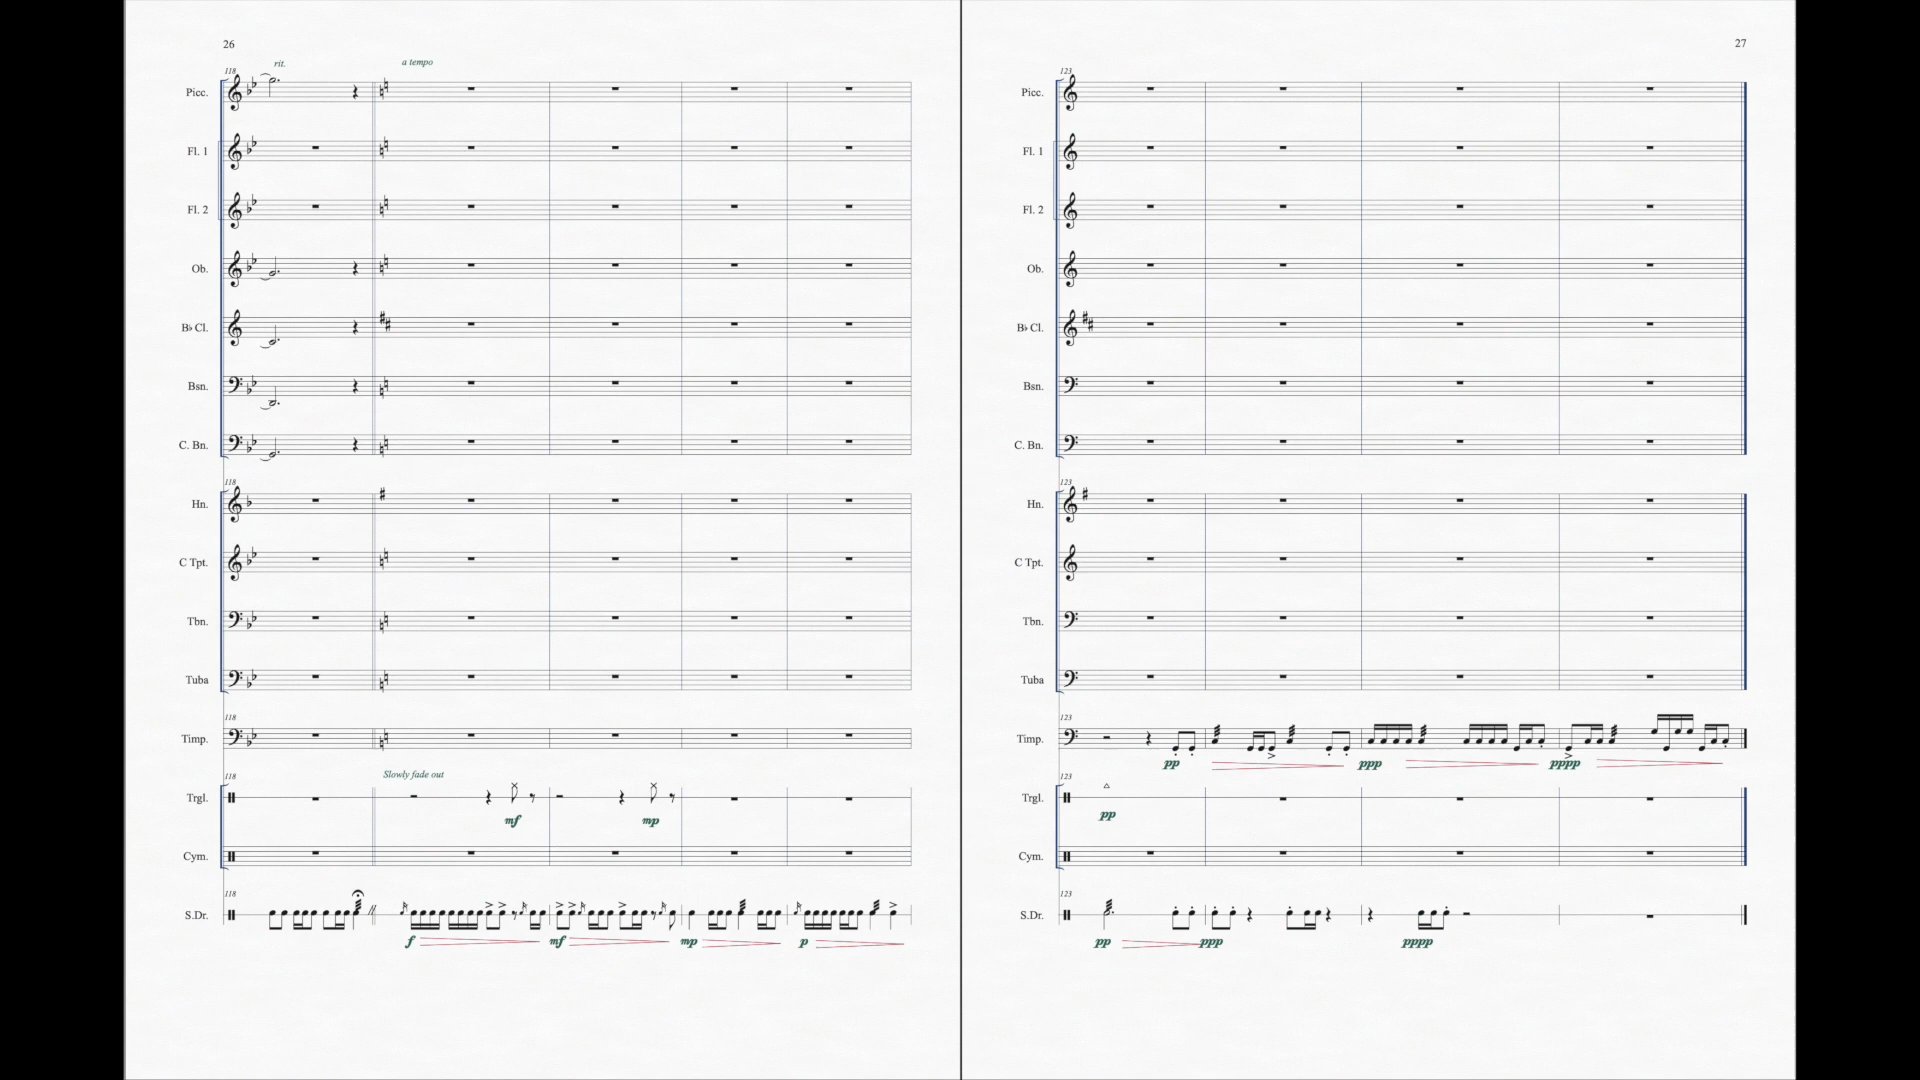 26
rit.
a tempo
118
Picc.
Fl. 1
Fl. 2
Ob.
B♭ Cl.
Bsn.
C. Bn.
118
Hn.
C Tpt.
Tbn.
Tuba
118
Timp.
118
Slowly fade out
Trgl.
mf mp
Cym.
118
S.Dr.
f mf mp p
27
123
Picc.
Fl. 1
Fl. 2
Ob.
B♭ Cl.
Bsn.
C. Bn.
123
Hn.
C Tpt.
Tbn.
Tuba
123
Timp.
pp ppp pppp
123
Trgl.
pp
Cym.
123
S.Dr.
pp ppp pppp